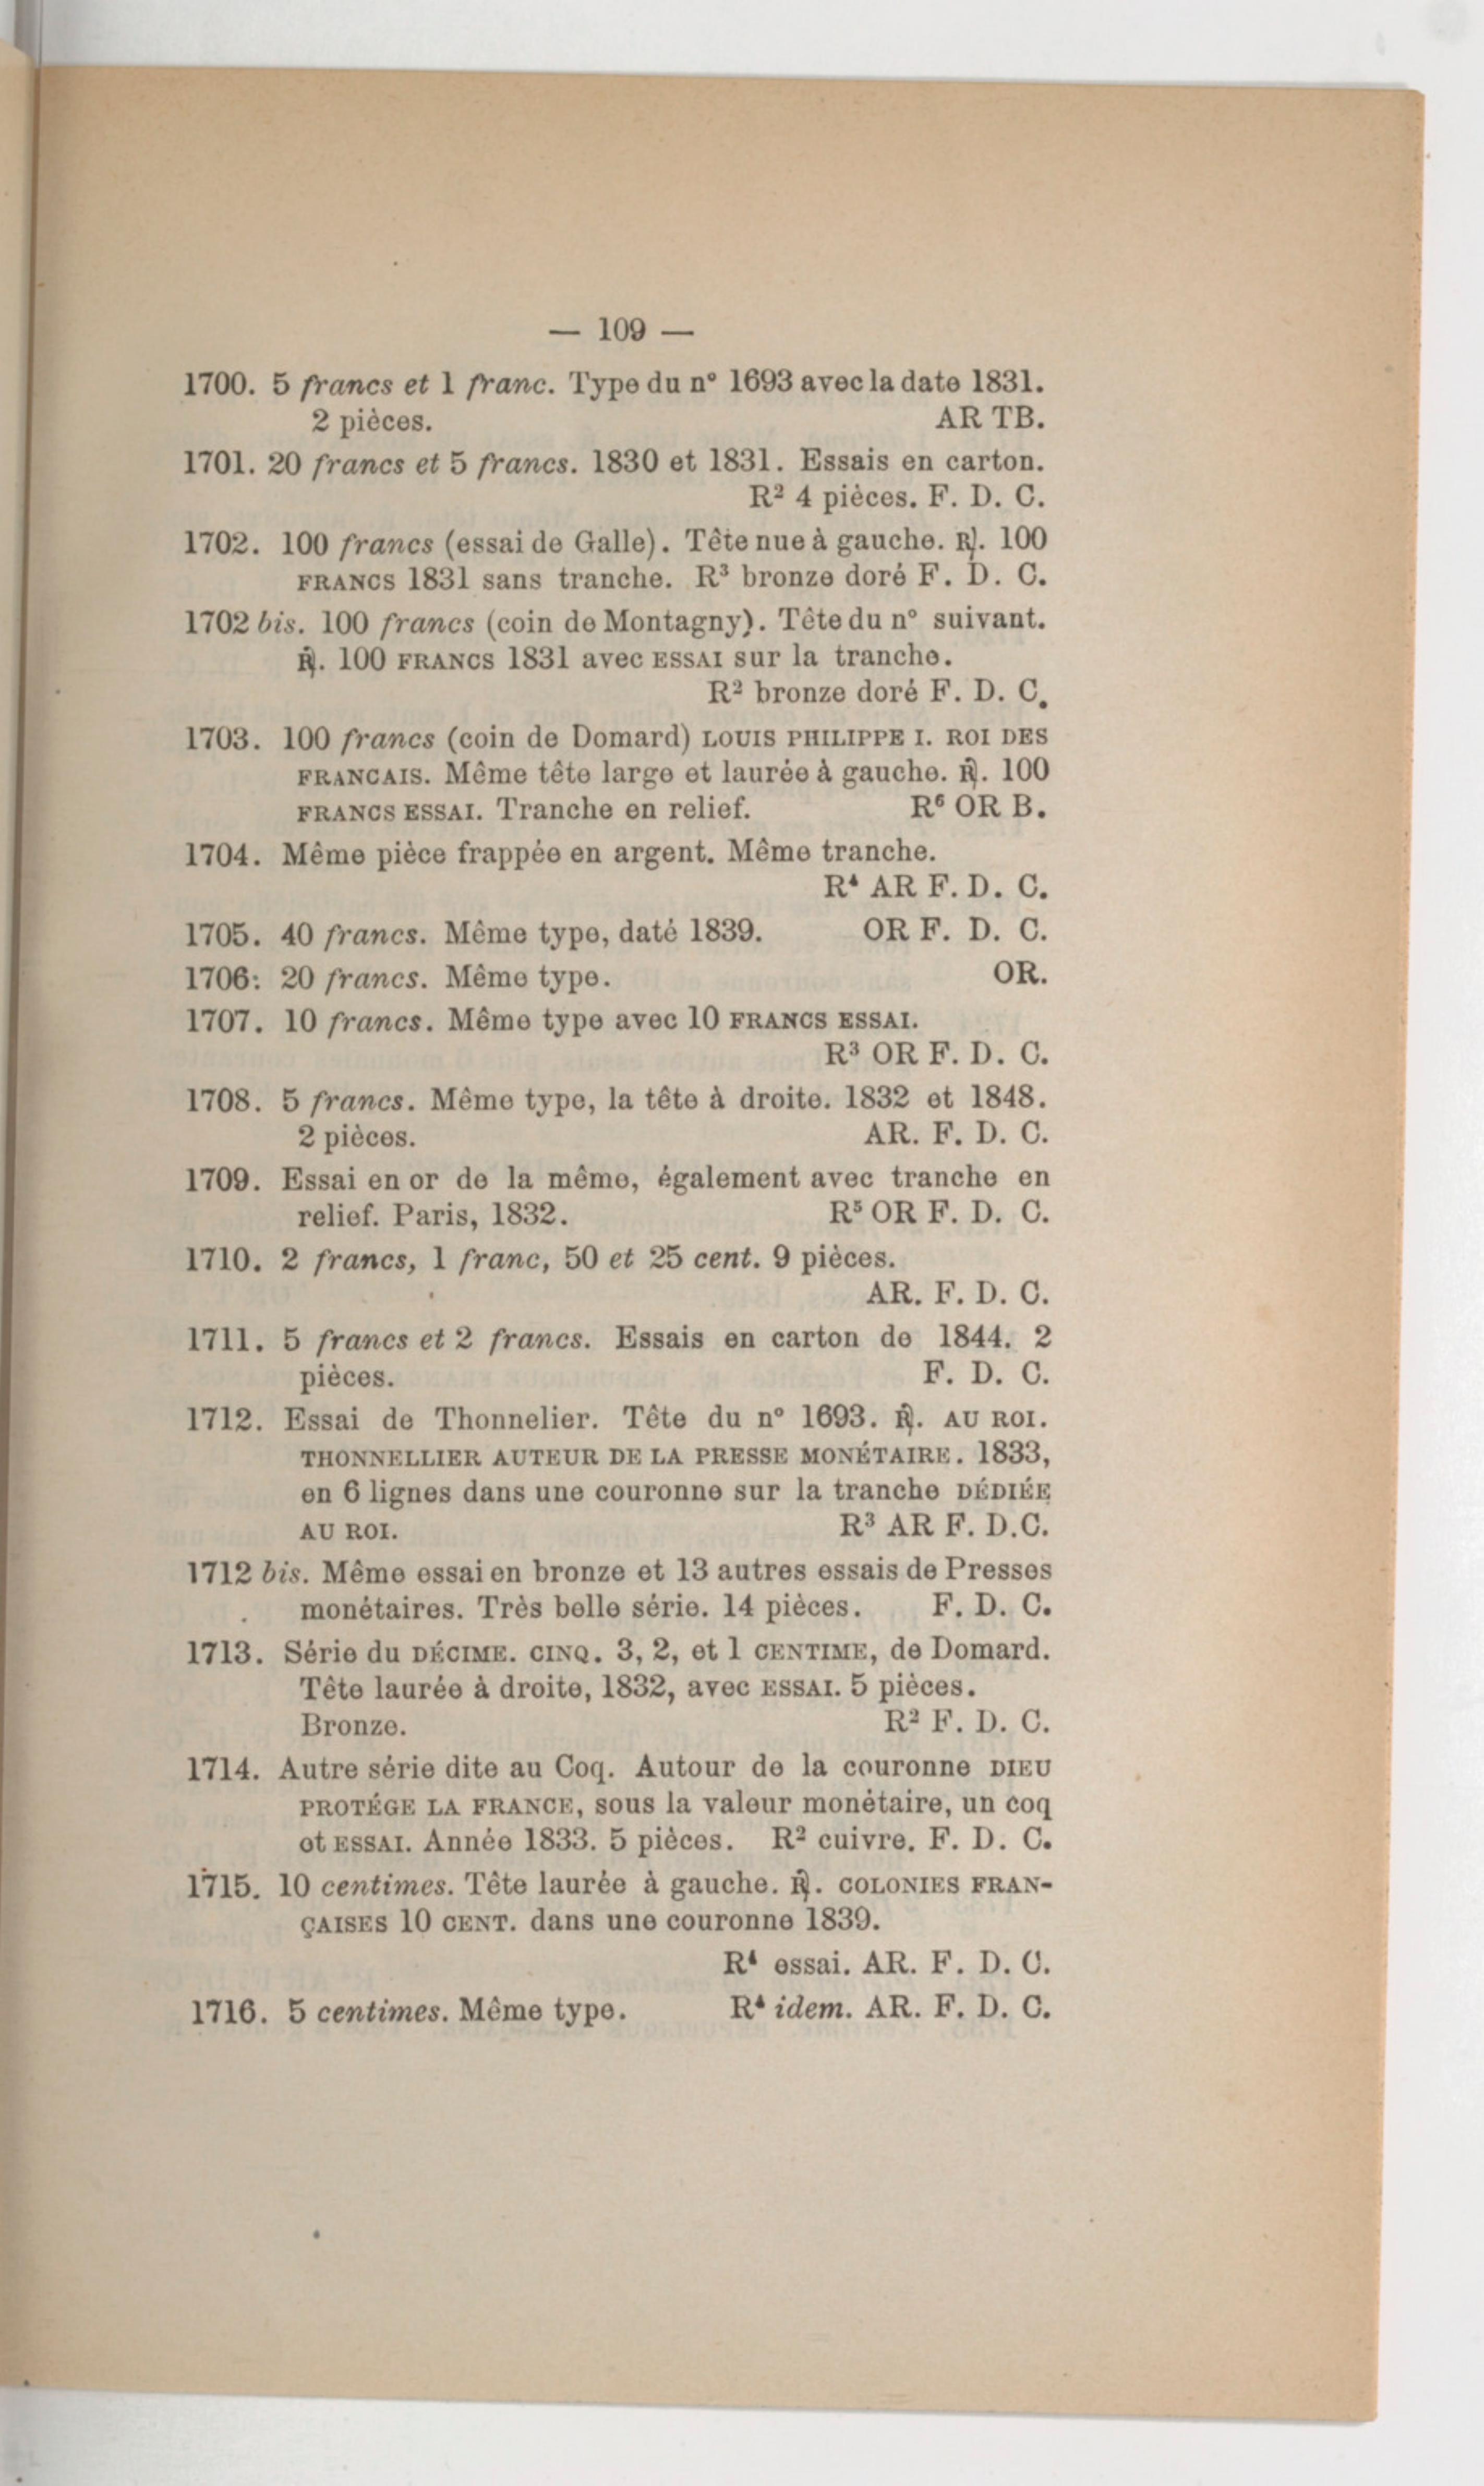 — 109 —
1700. 5 francs et 1 franc. Type du n° 1693 avec la date 1831.
2 pièces. AR TB.
1701. 20 francs et 5 francs. 1830 et 1831. Essais en carton.
R² 4 pièces. F. D. C.
1702. 100 francs (essai de Galle). Tête nue à gauche. ℟. 100
FRANCS 1831 sans tranche. R³ bronze doré F. D. C.
1702 bis. 100 francs (coin de Montagny). Tête du n° suivant.
℟. 100 FRANCS 1831 avec ESSAI sur la tranche.
R² bronze doré F. D. C.
1703. 100 francs (coin de Domard) LOUIS PHILIPPE I. ROI DES
FRANCAIS. Même tête large et laurée à gauche. ℟. 100
FRANCS ESSAI. Tranche en relief. R⁶ OR B.
1704. Même pièce frappée en argent. Même tranche.
R⁴ AR F. D. C.
1705. 40 francs. Même type, daté 1839. OR F. D. C.
1706: 20 francs. Même type. OR.
1707. 10 francs. Même type avec 10 FRANCS ESSAI.
R³ OR F. D. C.
1708. 5 francs. Même type, la tête à droite. 1832 et 1848.
2 pièces. AR. F. D. C.
1709. Essai en or de la même, également avec tranche en
relief. Paris, 1832. R⁵ OR F. D. C.
1710. 2 francs, 1 franc, 50 et 25 cent. 9 pièces.
AR. F. D. C.
1711. 5 francs et 2 francs. Essais en carton de 1844. 2
pièces. F. D. C.
1712. Essai de Thonnelier. Tête du n° 1693. ℟. AU ROI.
THONNELLIER AUTEUR DE LA PRESSE MONÉTAIRE. 1833,
en 6 lignes dans une couronne sur la tranche DÉDIÉE
AU ROI. R³ AR F. D.C.
1712 bis. Même essai en bronze et 13 autres essais de Presses
monétaires. Très belle série. 14 pièces. F. D. C.
1713. Série du DÉCIME. CINQ. 3, 2, et 1 CENTIME, de Domard.
Tête laurée à droite, 1832, avec ESSAI. 5 pièces.
Bronze. R² F. D. C.
1714. Autre série dite au Coq. Autour de la couronne DIEU
PROTÉGE LA FRANCE, sous la valeur monétaire, un coq
et ESSAI. Année 1833. 5 pièces. R² cuivre. F. D. C.
1715. 10 centimes. Tête laurée à gauche. ℟. COLONIES FRAN-
ÇAISES 10 CENT. dans une couronne 1839.
R⁴ essai. AR. F. D. C.
1716. 5 centimes. Même type. R⁴ idem. AR. F. D. C.